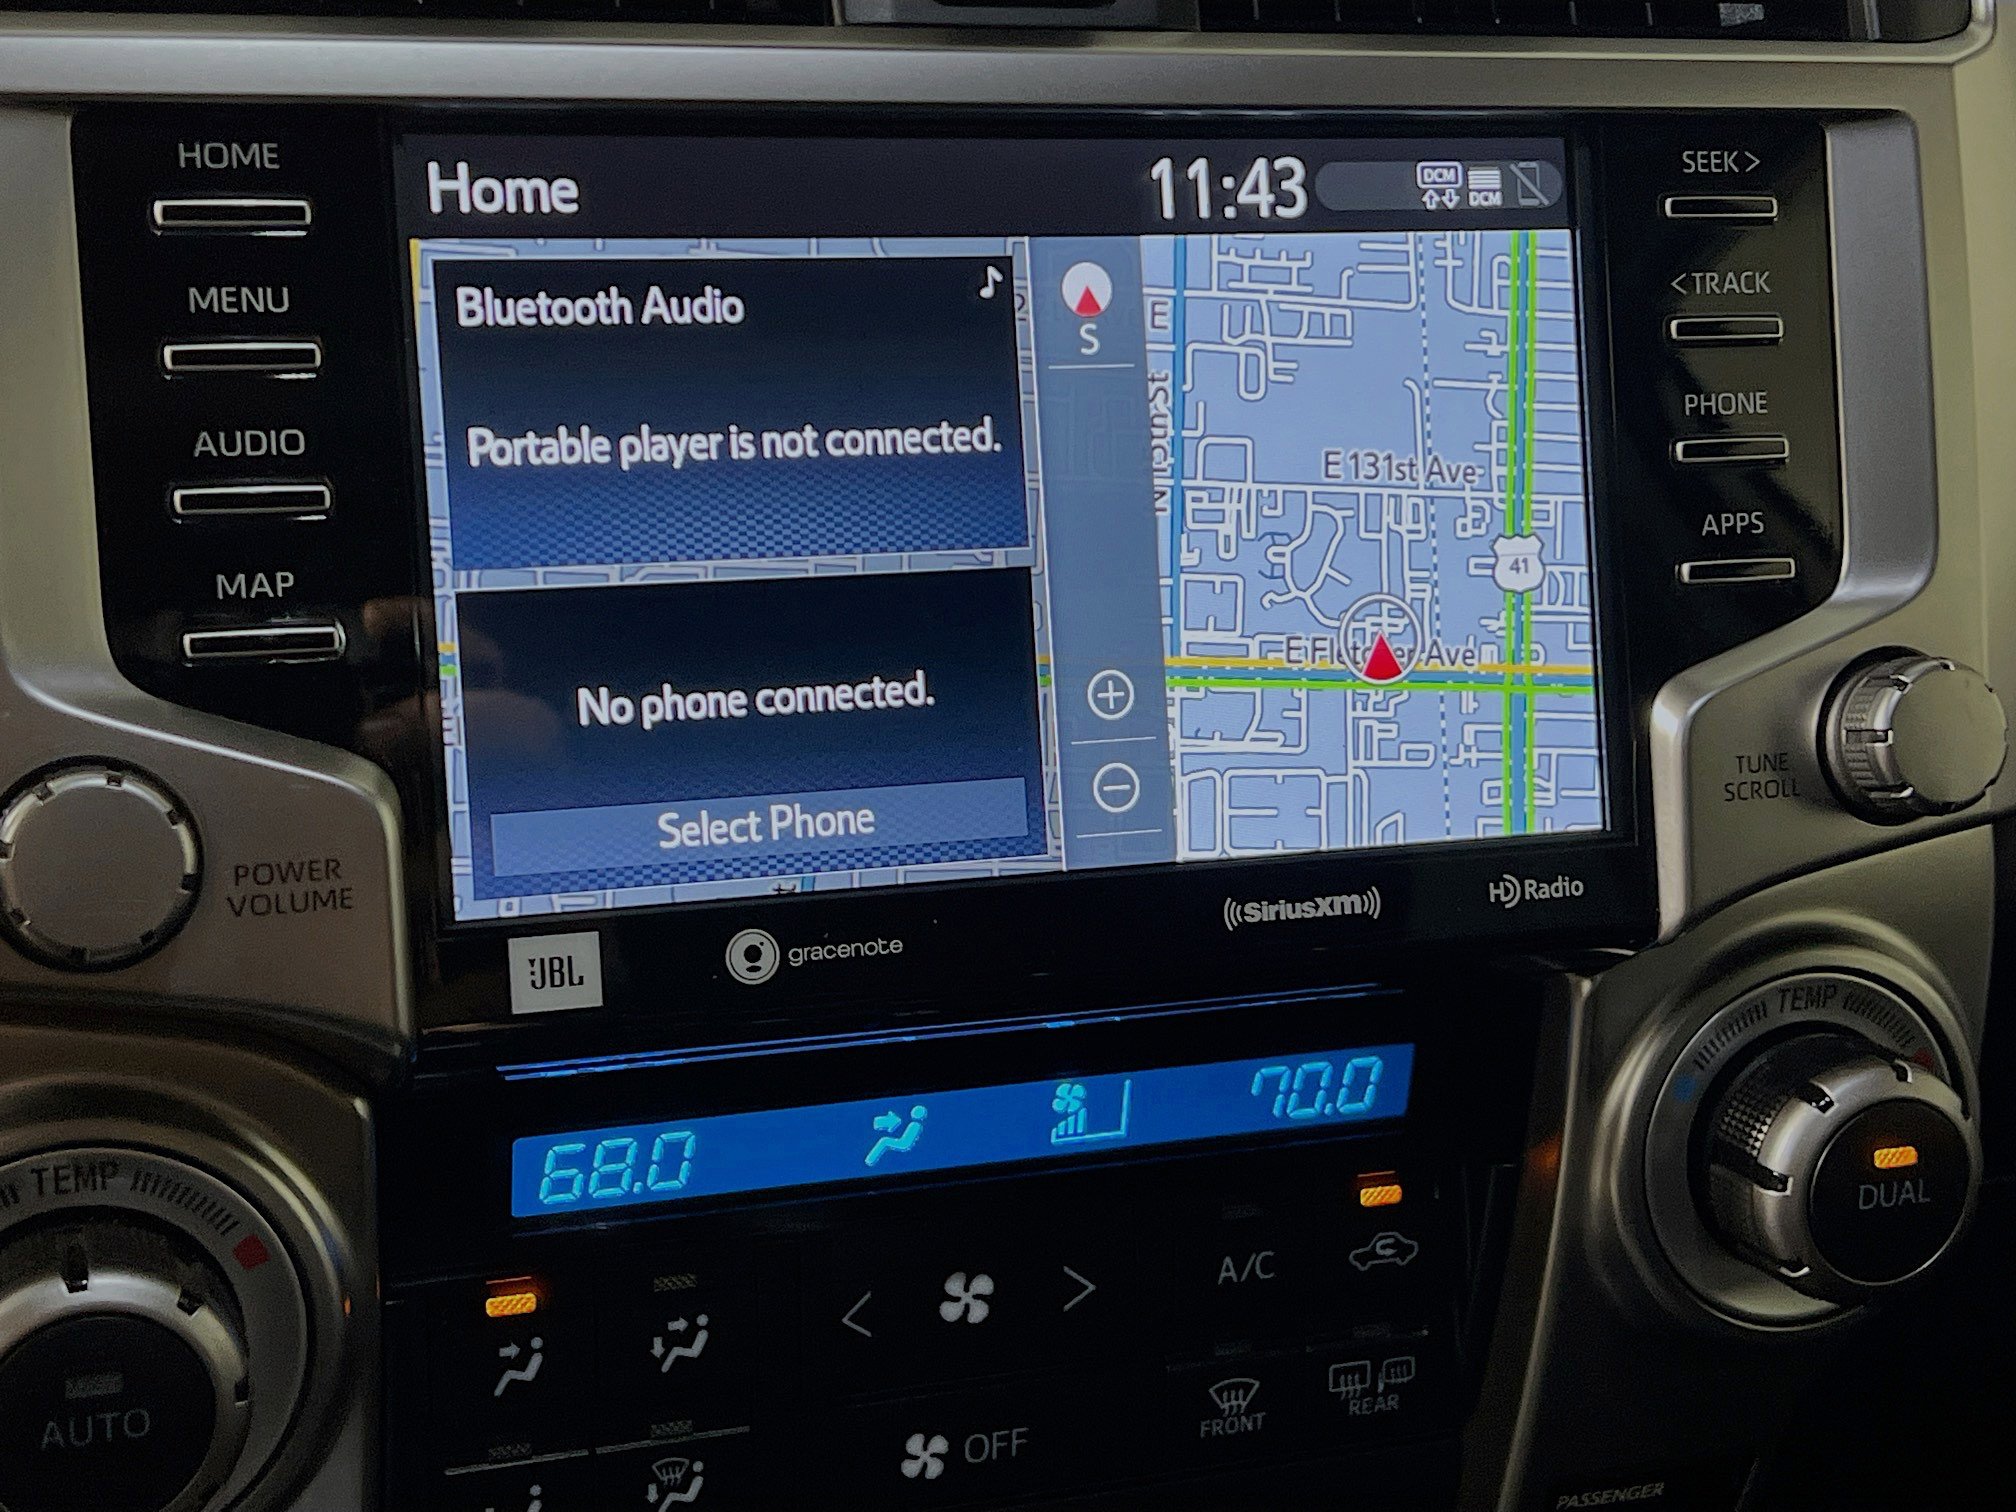 HOME
MENU
AUDIO
MAP
POWER
VOLUME
Home
11:43
DCM
DCM
Bluetooth Audio
Portable player is not connected.
No phone connected.
Select Phone
S
E
E 131st Ave
41
E Fletcher Ave
SEEK >
< TRACK
PHONE
APPS
TUNE
SCROLL
JBL
gracenote
SiriusXM
HD Radio
68.0
70.0
TEMP
AUTO
TEMP
DUAL
< >
A/C
OFF
FRONT
REAR
PASSENGER